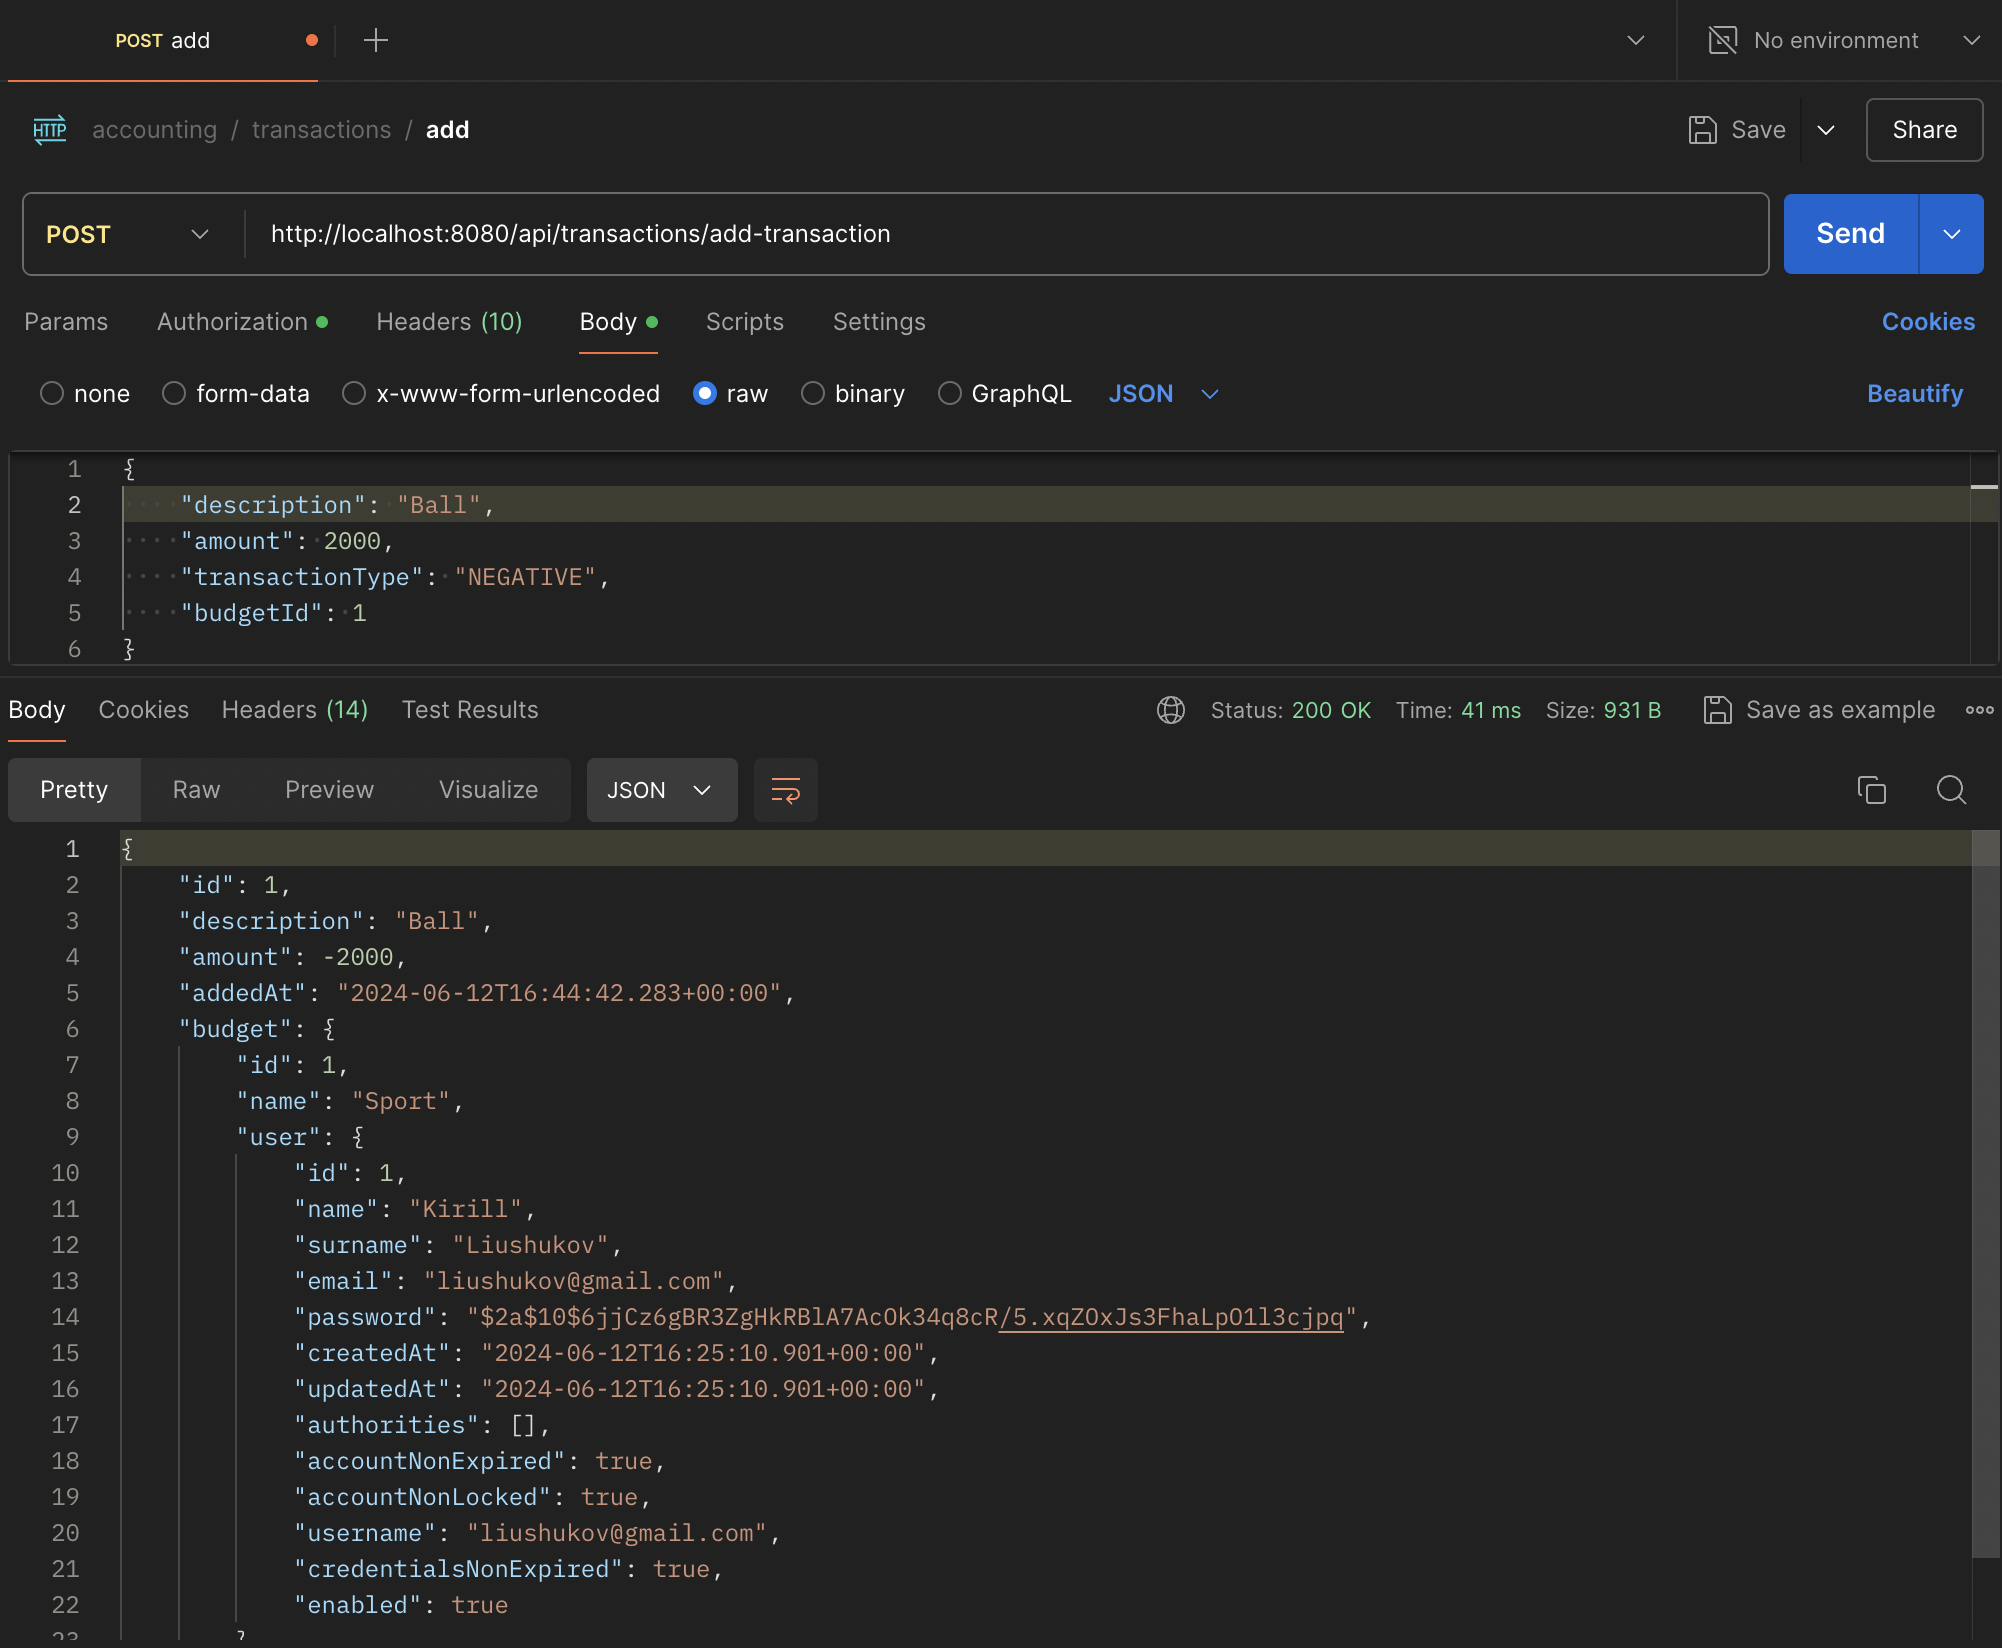 POST add
No environment
HTTP accounting / transactions / add
Save
Share
POST http://localhost:8080/api/transactions/add-transaction
Send
Params Authorization Headers (10) Body Scripts Settings
Cookies
none form-data x-www-form-urlencoded raw binary GraphQL JSON
Beautify
1 {
2 "description": "Ball",
3 "amount": 2000,
4 "transactionType": "NEGATIVE",
5 "budgetId": 1
6 }
Body Cookies Headers (14) Test Results
Status: 200 OK Time: 41 ms Size: 931 B
Save as example
Pretty Raw Preview Visualize JSON
1 {
2 "id": 1,
3 "description": "Ball",
4 "amount": -2000,
5 "addedAt": "2024-06-12T16:44:42.283+00:00",
6 "budget": {
7 "id": 1,
8 "name": "Sport",
9 "user": {
10 "id": 1,
11 "name": "Kirill",
12 "surname": "Liushukov",
13 "email": "liushukov@gmail.com",
14 "password": "$2a$10$6jjCz6gBR3ZgHkRBlA7AcOk34q8cR/5.xqZOxJs3FhaLpO1l3cjpq",
15 "createdAt": "2024-06-12T16:25:10.901+00:00",
16 "updatedAt": "2024-06-12T16:25:10.901+00:00",
17 "authorities": [],
18 "accountNonExpired": true,
19 "accountNonLocked": true,
20 "username": "liushukov@gmail.com",
21 "credentialsNonExpired": true,
22 "enabled": true
23 }